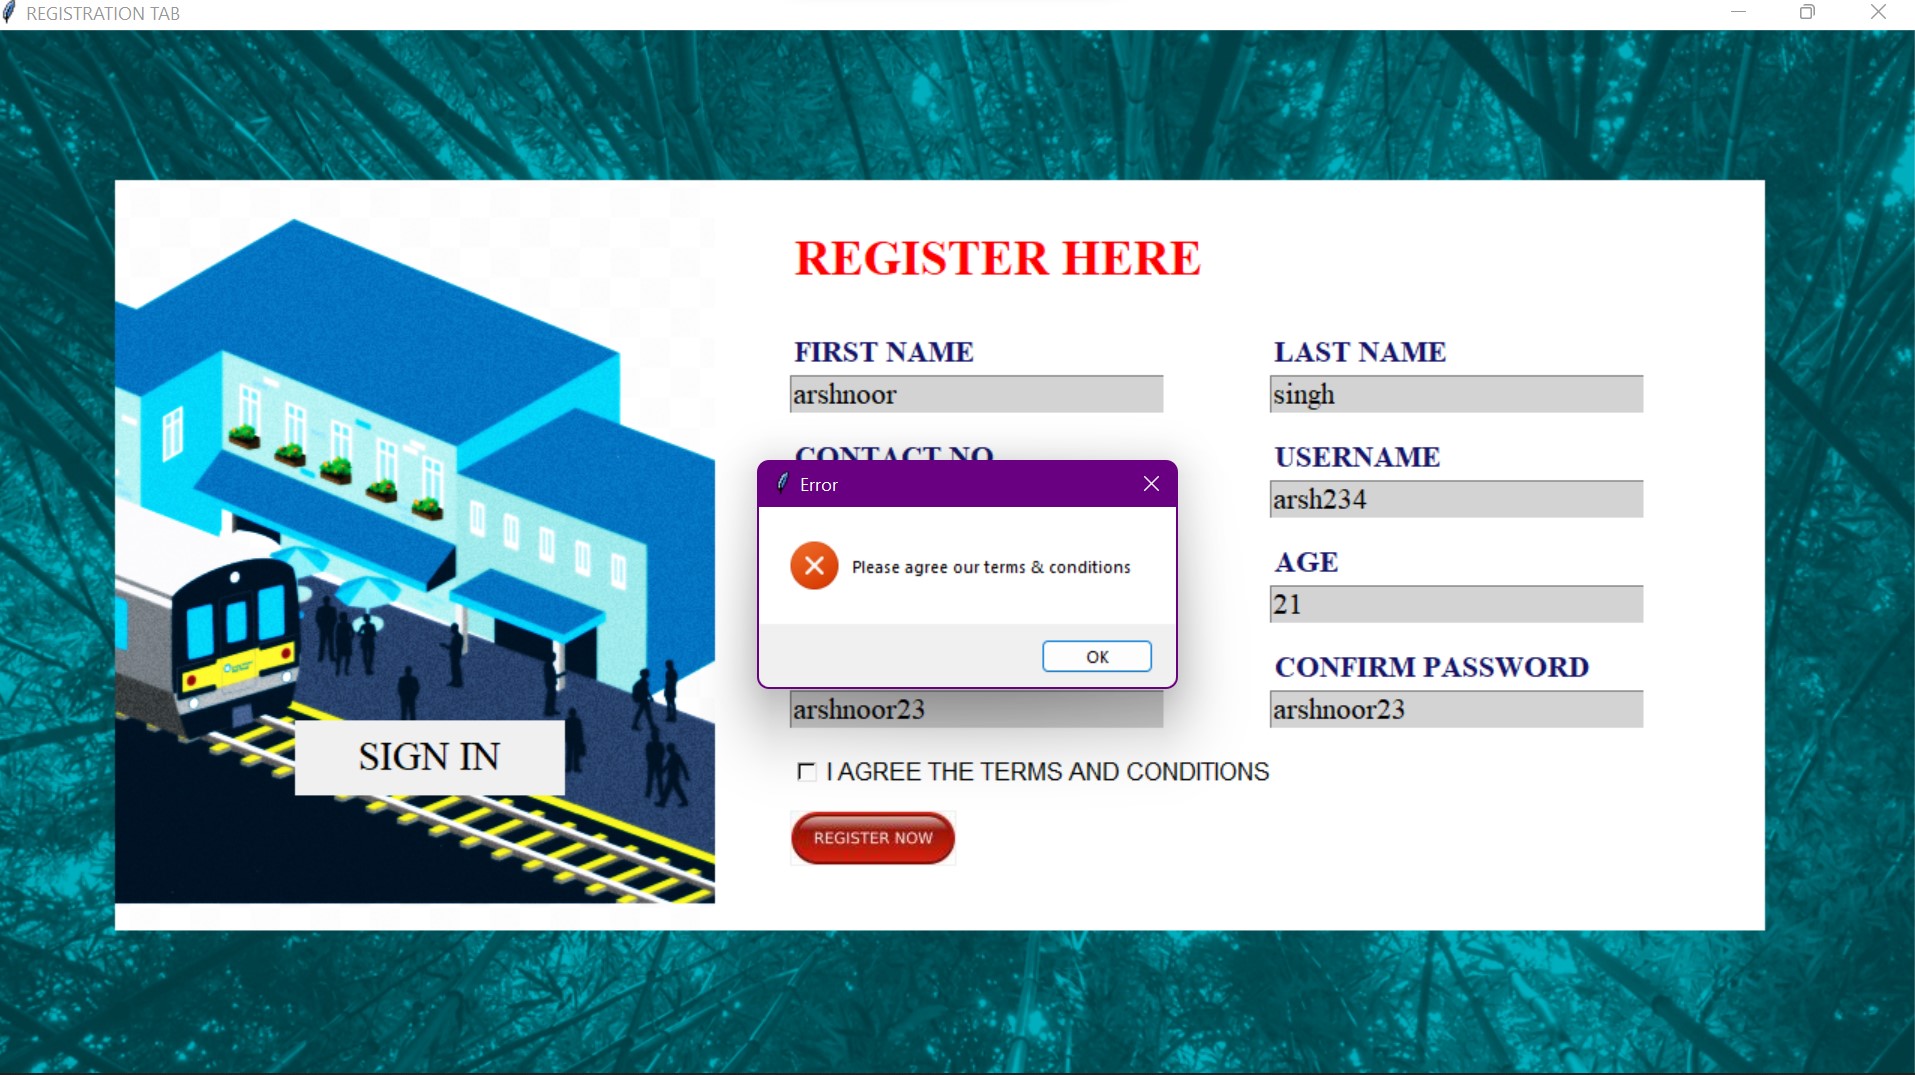 REGISTRATION TAB
REGISTER HERE
FIRST NAME
LAST NAME
arshnoor
singh
CONTACT NO
USERNAME
arsh234
Error
Please agree our terms & conditions
OK
AGE
21
CONFIRM PASSWORD
arshnoor23
arshnoor23
SIGN IN
I AGREE THE TERMS AND CONDITIONS
REGISTER NOW